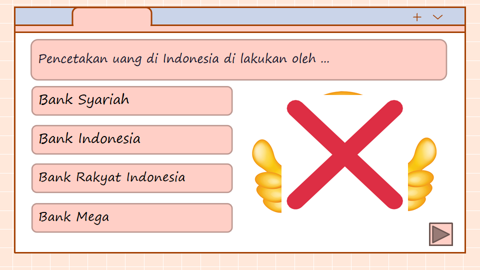 Pencetakan uang di Indonesia di lakukan oleh ...
Bank Syariah
Bank Indonesia
Bank Rakyat Indonesia
Bank Mega